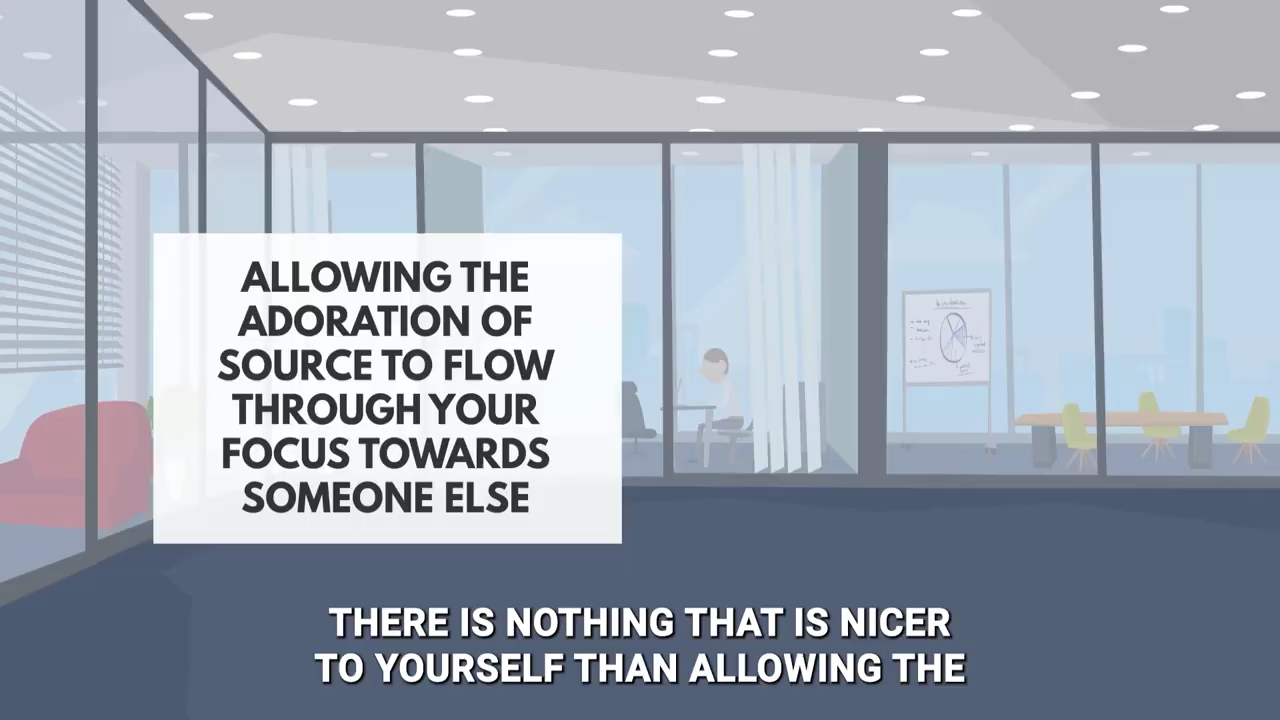 ALLOWING THE
ADORATION OF
SOURCE TO FLOW
THROUGH YOUR
FOCUS TOWARDS
SOMEONE ELSE
THERE IS NOTHING THAT IS NICER
TO YOURSELF THAN ALLOWING THE